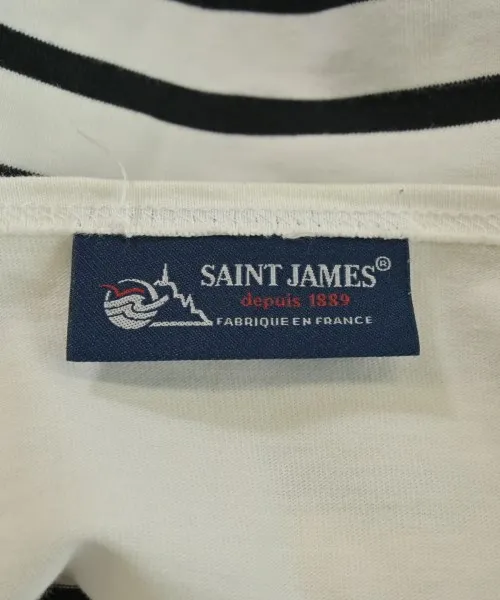 SAINT JAMES®
depuis 1889
FABRIQUE EN FRANCE